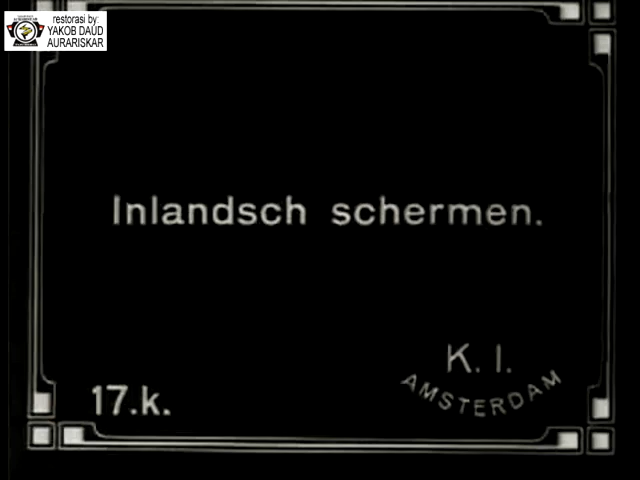 restorasi by:
YAKOB DAUD
AURARISKAR
Inlandsch schermen.
K. I.
AMSTERDAM
17.k.